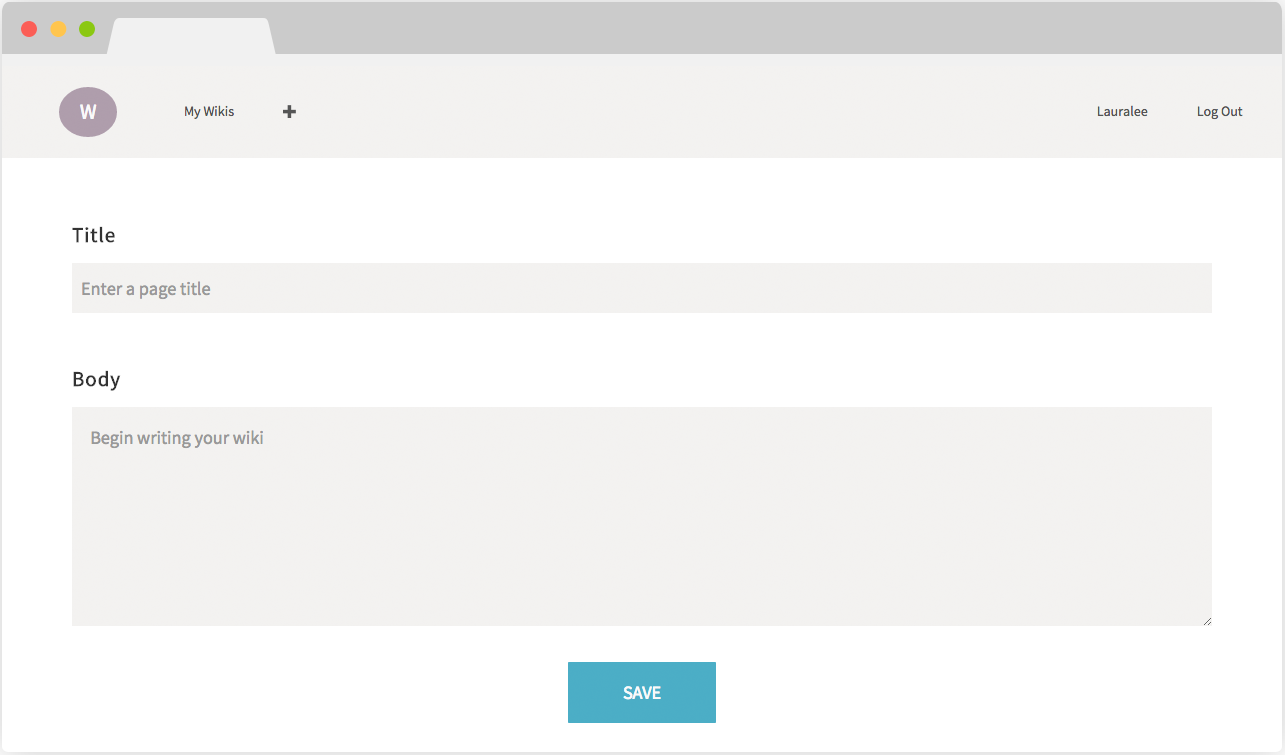 W My Wikis + Lauralee Log Out
Title
Enter a page title
Body
Begin writing your wiki
SAVE